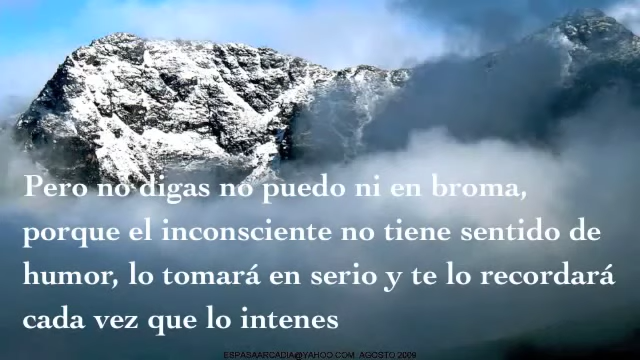 Pero no digas no puedo ni en broma,
porque el inconsciente no tiene sentido de
humor, lo tomará en serio y te lo recordará
cada vez que lo intenes
ESPABAARCADIA@YAHOO.COM AGOSTO 2009